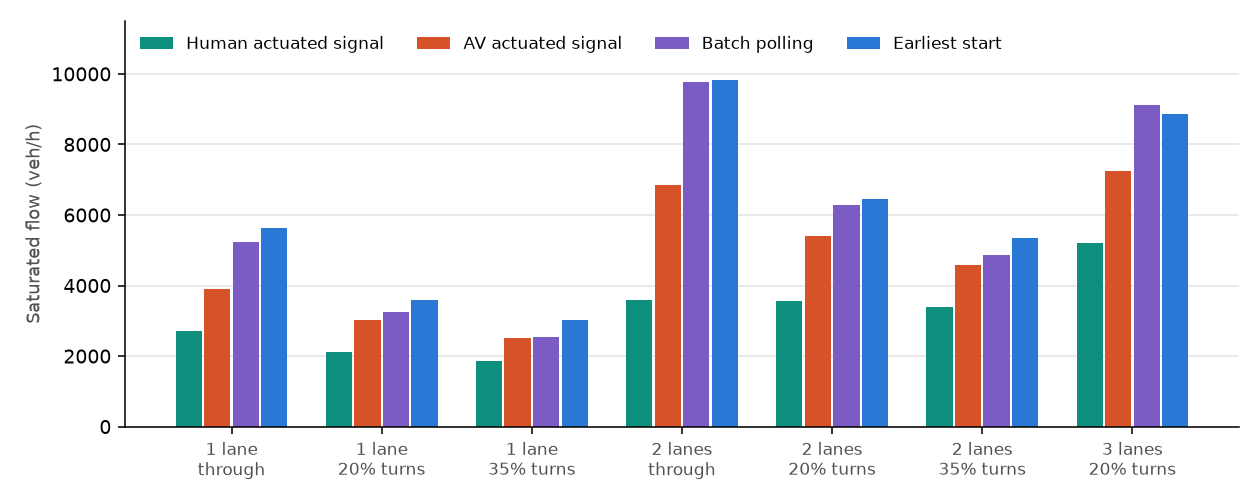 Human actuated signal AV actuated signal Batch polling Earliest start
Saturated flow (veh/h)
10000
8000
6000
4000
2000
0
1 lane 1 lane 1 lane 2 lanes 2 lanes 2 lanes 3 lanes
through 20% turns 35% turns through 20% turns 35% turns 20% turns